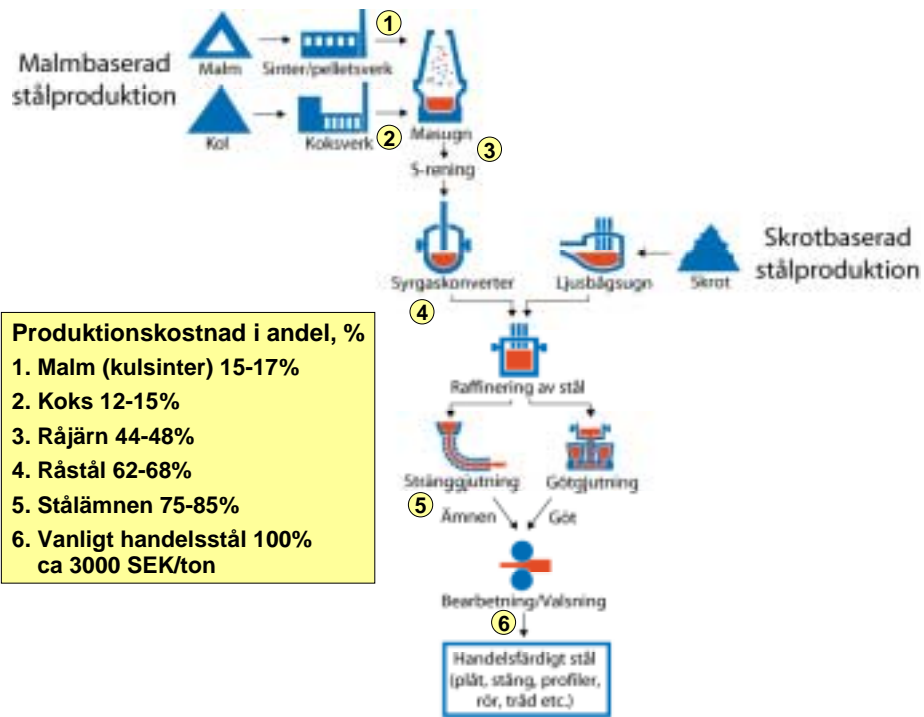 1
Malmbaserad
stålproduktion
Malm
Sinter/pelletsverk
Kol
Koksverk
2
Masugn
3
S-rening
Syrgaskonverter
Ljusbågsugn
Skrot
Skrotbaserad
stålproduktion
4
Produktionskostnad i andel, %
1. Malm (kulsinter) 15-17%
2. Koks 12-15%
3. Råjärn 44-48%
4. Råstål 62-68%
5. Stålämnen 75-85%
6. Vanligt handelsstål 100%
ca 3000 SEK/ton
Raffinering av stål
Stränggjutning
Götgjutning
5
Ämnen
Göt
Bearbetning/Valsning
6
Handelsfärdigt stål
(plåt, stång, profiler,
rör, tråd etc.)